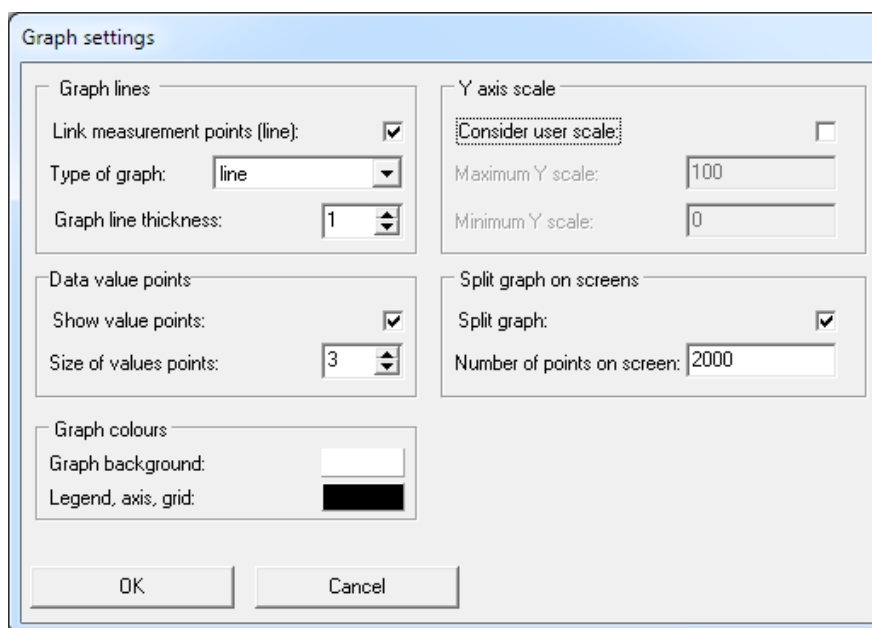 Graph settings
Graph lines
Link measurement points (line):
Type of graph: line
Graph line thickness: 1
Y axis scale
Consider user scale:
Maximum Y scale: 100
Minimum Y scale: 0
Data value points
Show value points:
Size of values points: 3
Split graph on screens
Split graph:
Number of points on screen: 2000
Graph colours
Graph background:
Legend, axis, grid:
OK Cancel